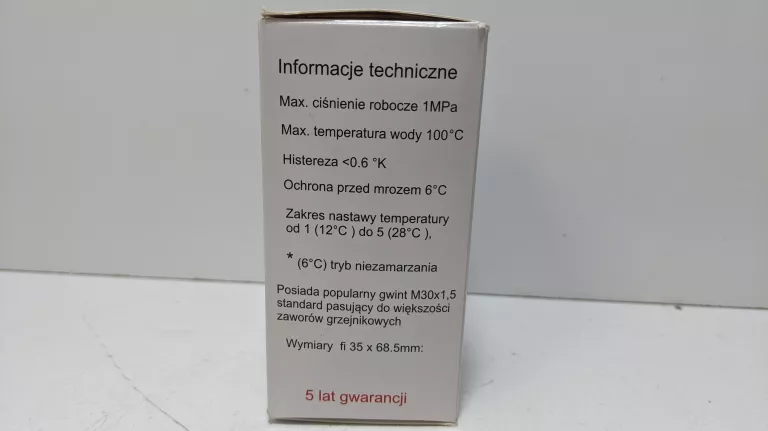 Informacje techniczne
Max. ciśnienie robocze 1MPa
Max. temperatura wody 100°C
Histereza <0.6 °K
Ochrona przed mrozem 6°C
Zakres nastawy temperatury
od 1 (12°C ) do 5 (28°C ),
* (6°C) tryb niezamarzania
Posiada popularny gwint M30x1,5
standard pasujący do większości
zaworów grzejnikowych
Wymiary fi 35 x 68.5mm:
5 lat gwarancji